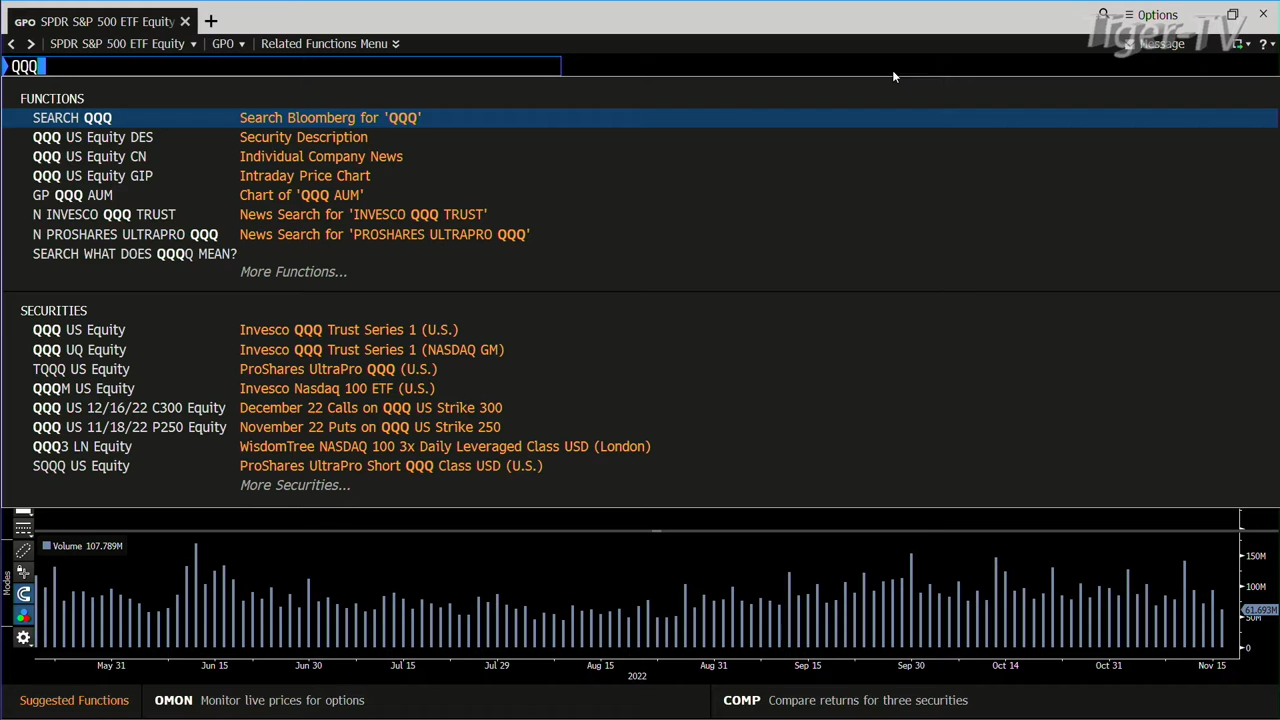 GPO SPDR S&P 500 ETF Equity
Options
Tiger-TV
SPDR S&P 500 ETF Equity GPO Related Functions Menu
Message
?
QQQ
FUNCTIONS
SEARCH QQQ Search Bloomberg for 'QQQ'
QQQ US Equity DES Security Description
QQQ US Equity CN Individual Company News
QQQ US Equity GIP Intraday Price Chart
GP QQQ AUM Chart of 'QQQ AUM'
N INVESCO QQQ TRUST News Search for 'INVESCO QQQ TRUST'
N PROSHARES ULTRAPRO QQQ News Search for 'PROSHARES ULTRAPRO QQQ'
SEARCH WHAT DOES QQQQ MEAN?
More Functions...
SECURITIES
QQQ US Equity Invesco QQQ Trust Series 1 (U.S.)
QQQ UQ Equity Invesco QQQ Trust Series 1 (NASDAQ GM)
TQQQ US Equity ProShares UltraPro QQQ (U.S.)
QQQM US Equity Invesco Nasdaq 100 ETF (U.S.)
QQQ US 12/16/22 C300 Equity December 22 Calls on QQQ US Strike 300
QQQ US 11/18/22 P250 Equity November 22 Puts on QQQ US Strike 250
QQQ3 LN Equity WisdomTree NASDAQ 100 3x Daily Leveraged Class USD (London)
SQQQ US Equity ProShares UltraPro Short QQQ Class USD (U.S.)
More Securities...
Modes
Volume 107.789M
150M
100M
61.693M
50M
0
May 31 Jun 15 Jun 30 Jul 15 Jul 29 Aug 15 Aug 31 Sep 15 Sep 30 Oct 14 Oct 31 Nov 15
2022
Suggested Functions OMON Monitor live prices for options COMP Compare returns for three securities